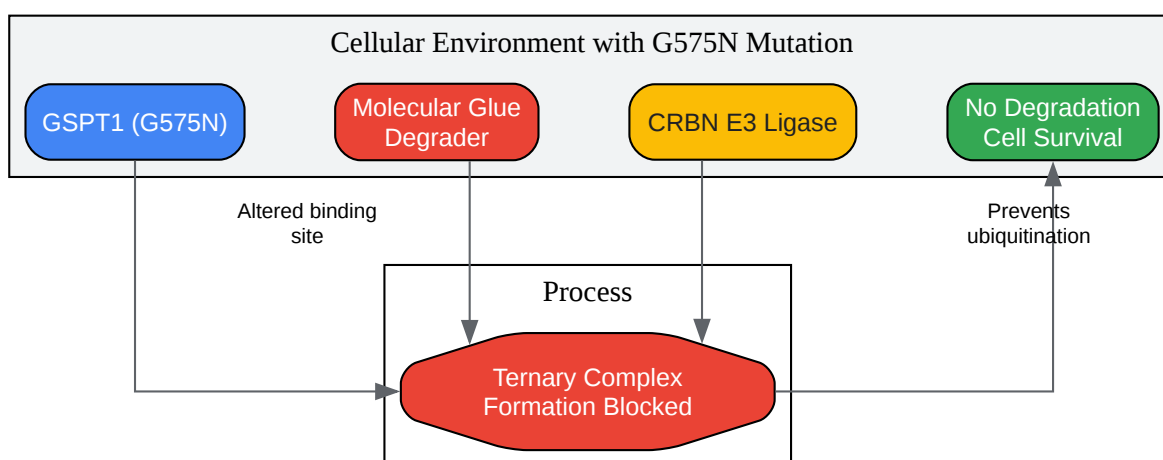 Cellular Environment with G575N Mutation
GSPT1 (G575N)
Molecular Glue
Degrader
CRBN E3 Ligase
No Degradation
Cell Survival
Altered binding
site
Prevents
ubiquitination
Process
Ternary Complex
Formation Blocked